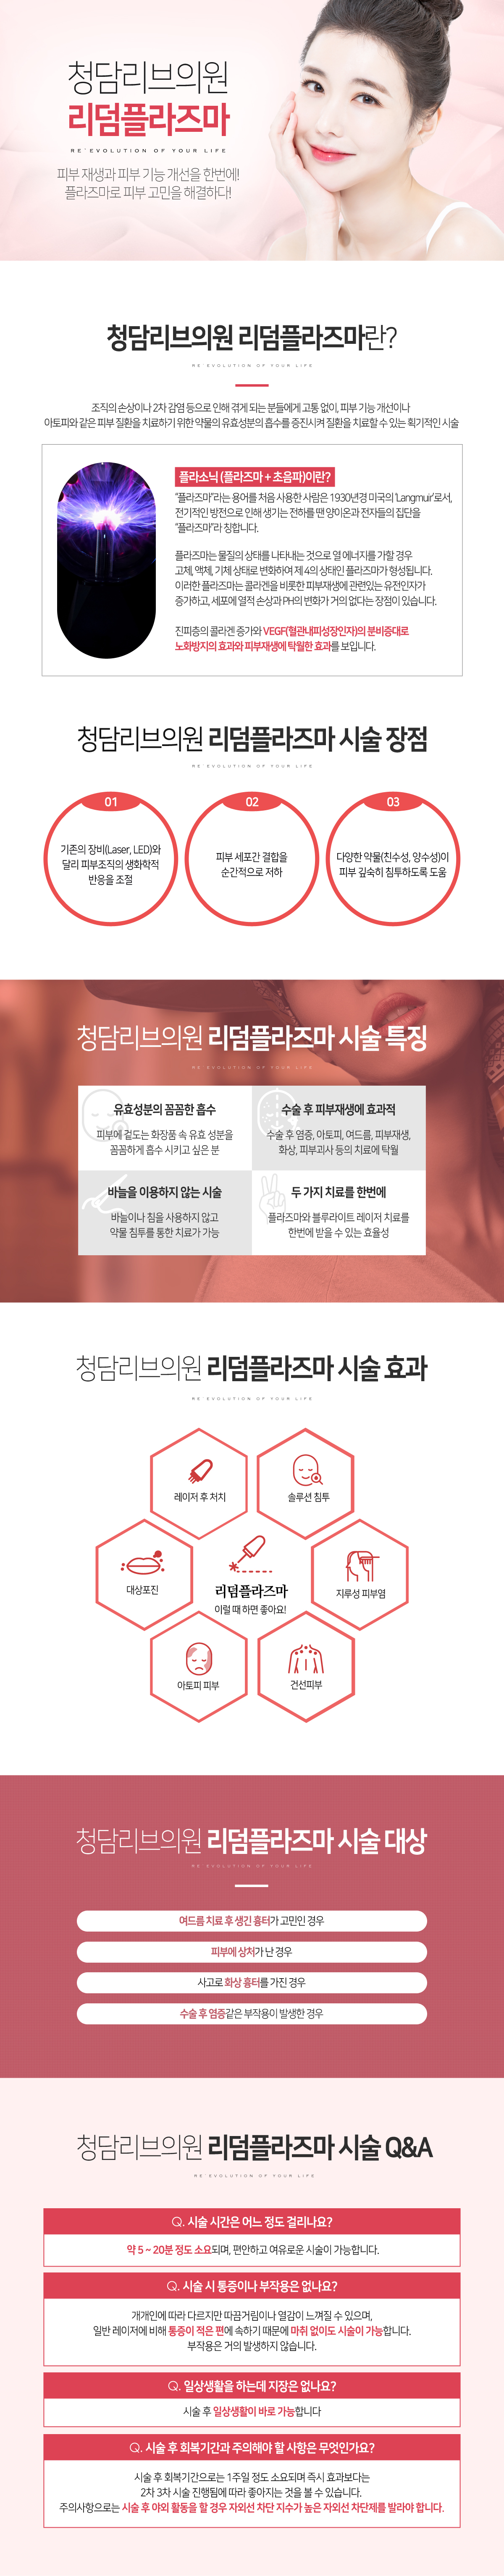 청담리브의원
리덤플라즈마
RE˙EVOLUTION OF YOUR LIFE
피부 재생과 피부 기능 개선을 한번에!
플라즈마로 피부 고민을 해결하다!
청담리브의원 리덤플라즈마란?
RE˙EVOLUTION OF YOUR LIFE
조직의 손상이나 2차 감염 등으로 인해 겪게 되는 분들에게 고통 없이, 피부 기능 개선이나
아토피와 같은 피부 질환을 치료하기 위한 약물의 유효성분의 흡수를 증진시켜 질환을 치료할 수 있는 획기적인 시술
플라소닉 (플라즈마 + 초음파)이란?
“플라즈마”라는 용어를 처음 사용한 사람은 1930년경 미국의 'Langmuir'로서,
전기적인 방전으로 인해 생기는 전하를 땐 양이온과 전자들의 집단을
“플라즈마”라 칭합니다.
플라즈마는 물질의 상태를 나타내는 것으로 열 에너지를 가할 경우
고체, 액체, 기체 상태로 변화하여 제 4의 상태인 플라즈마가 형성됩니다.
이러한 플라즈마는 콜라겐을 비롯한 피부재생에 관련있는 유전인자가
증가하고, 세포에 열적 손상과 PH의 변화가 거의 없다는 장점이 있습니다.
진피층의 콜라겐 증가와 VEGF(혈관내피성장인자)의 분비증대로
노화방지의 효과와 피부재생에 탁월한 효과를 보입니다.
청담리브의원 리덤플라즈마 시술 장점
RE˙EVOLUTION OF YOUR LIFE
01
기존의 장비(Laser, LED)와
달리 피부조직의 생화학적
반응을 조절
02
피부 세포간 결합을
순간적으로 저하
03
다양한 약물(친수성, 양수성)이
피부 깊숙히 침투하도록 도움
청담리브의원 리덤플라즈마 시술 특징
RE˙EVOLUTION OF YOUR LIFE
유효성분의 꼼꼼한 흡수
피부에 겉도는 화장품 속 유효 성분을
꼼꼼하게 흡수 시키고 싶은 분
수술 후 피부재생에 효과적
수술 후 염증, 아토피, 여드름, 피부재생,
화상, 피부괴사 등의 치료에 탁월
바늘을 이용하지 않는 시술
바늘이나 침을 사용하지 않고
약물 침투를 통한 치료가 가능
두 가지 치료를 한번에
플라즈마와 블루라이트 레이저 치료를
한번에 받을 수 있는 효율성
청담리브의원 리덤플라즈마 시술 효과
RE˙EVOLUTION OF YOUR LIFE
레이저 후 처치
솔루션 침투
대상포진
리덤플라즈마
이럴 때 하면 좋아요!
지루성 피부염
아토피 피부
건선피부
청담리브의원 리덤플라즈마 시술 대상
RE˙EVOLUTION OF YOUR LIFE
여드름 치료 후 생긴 흉터가 고민인 경우
피부에 상처가 난 경우
사고로 화상 흉터를 가진 경우
수술 후 염증같은 부작용이 발생한 경우
청담리브의원 리덤플라즈마 시술 Q&A
RE˙EVOLUTION OF YOUR LIFE
Q. 시술 시간은 어느 정도 걸리나요?
약 5 ~ 20분 정도 소요되며, 편안하고 여유로운 시술이 가능합니다.
Q. 시술 시 통증이나 부작용은 없나요?
개개인에 따라 다르지만 따끔거림이나 열감이 느껴질 수 있으며,
일반 레이저에 비해 통증이 적은 편에 속하기 때문에 마취 없이도 시술이 가능합니다.
부작용은 거의 발생하지 않습니다.
Q. 일상생활을 하는데 지장은 없나요?
시술 후 일상생활이 바로 가능합니다
Q. 시술 후 회복기간과 주의해야 할 사항은 무엇인가요?
시술 후 회복기간으로는 1주일 정도 소요되며 즉시 효과보다는
2차 3차 시술 진행됨에 따라 좋아지는 것을 볼 수 있습니다.
주의사항으로는 시술 후 야외 활동을 할 경우 자외선 차단 지수가 높은 자외선 차단제를 발라야 합니다.